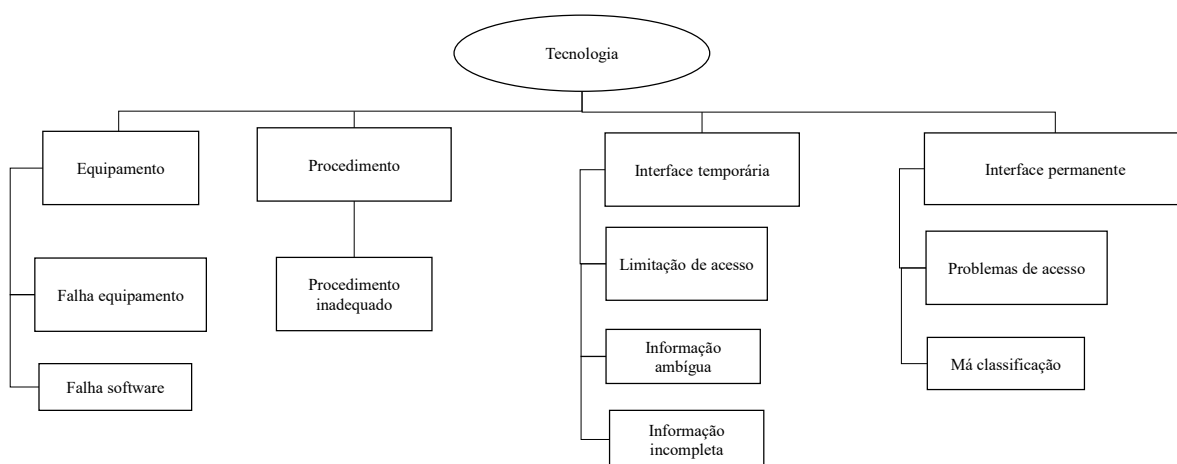 Tecnologia
Equipamento
Procedimento
Interface temporária
Interface permanente
Falha equipamento
Falha software
Procedimento
inadequado
Limitação de acesso
Informação
ambígua
Informação
incompleta
Problemas de acesso
Má classificação